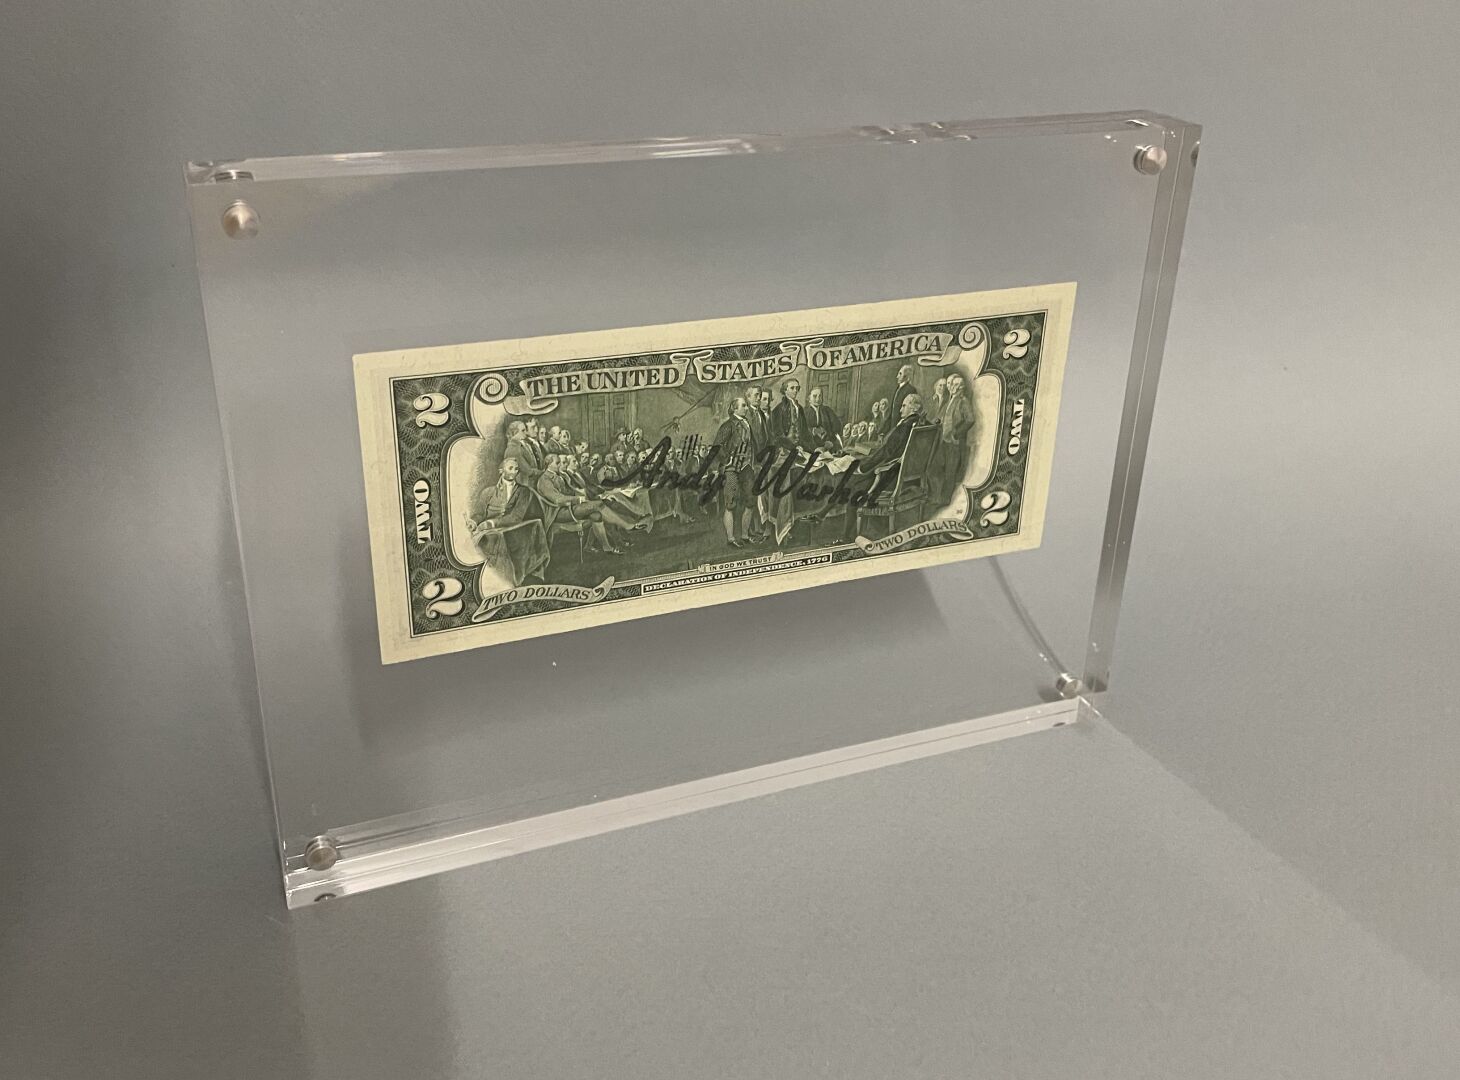 2 THE UNITED STATES OF AMERICA 2
TWO TWO
Andy Warhol
2 TWO DOLLARS IN GOD WE TRUST TWO DOLLARS 2
DECLARATION OF INDEPENDENCE, 1776